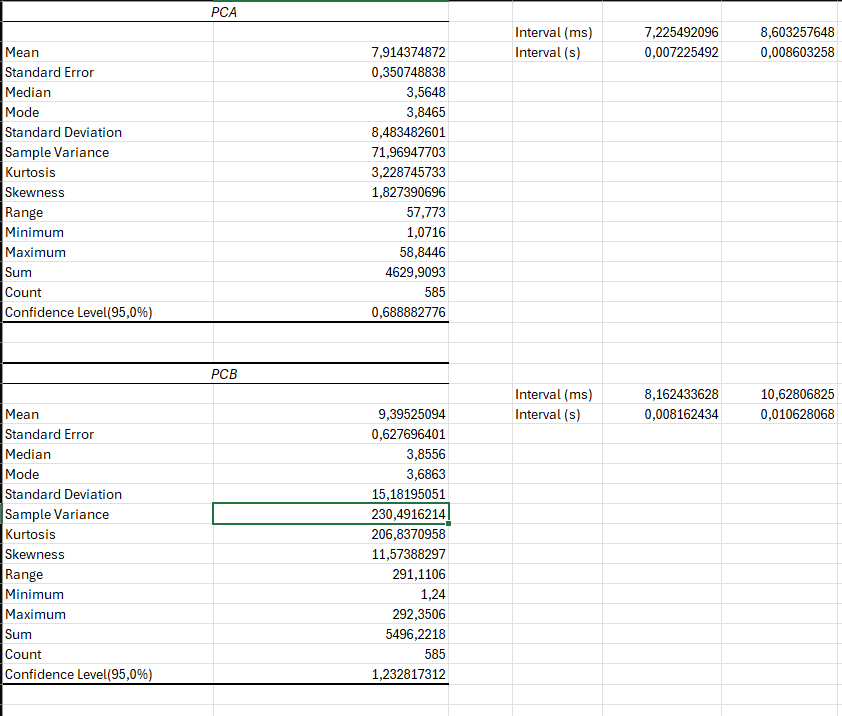 PCA
Interval (ms) 7,225492096 8,603257648
Mean 7,914374872 Interval (s) 0,007225492 0,008603258
Standard Error 0,350748838
Median 3,5648
Mode 3,8465
Standard Deviation 8,483482601
Sample Variance 71,96947703
Kurtosis 3,228745733
Skewness 1,827390696
Range 57,773
Minimum 1,0716
Maximum 58,8446
Sum 4629,9093
Count 585
Confidence Level(95,0%) 0,688882776
PCB
Interval (ms) 8,162433628 10,62806825
Mean 9,39525094 Interval (s) 0,008162434 0,010628068
Standard Error 0,627696401
Median 3,8556
Mode 3,6863
Standard Deviation 15,18195051
Sample Variance 230,4916214
Kurtosis 206,8370958
Skewness 11,57388297
Range 291,1106
Minimum 1,24
Maximum 292,3506
Sum 5496,2218
Count 585
Confidence Level(95,0%) 1,232817312